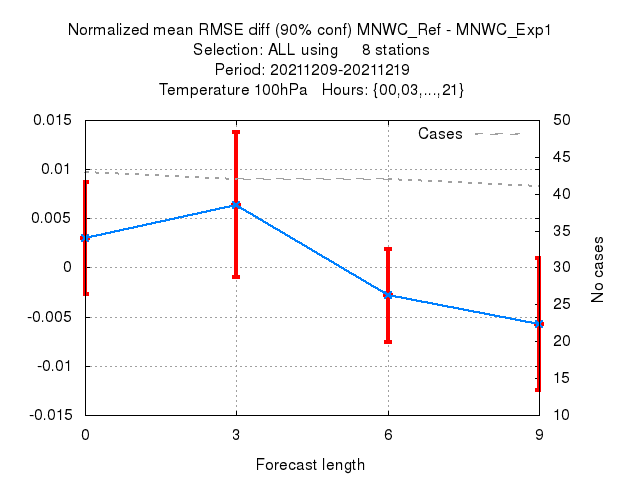 Normalized mean RMSE diff (90% conf) MNWC_Ref - MNWC_Exp1
Selection: ALL using 8 stations
Period: 20211209-20211219
Temperature 100hPa Hours: {00,03,...,21}
Cases
0.015
0.01
0.005
0
-0.005
-0.01
-0.015
50
45
40
35
30
25
20
15
10
No cases
0 3 6 9
Forecast length